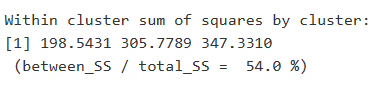 Within cluster sum of squares by cluster:
[1] 198.5431 305.7789 347.3310
 (between_SS / total_SS =  54.0 %)